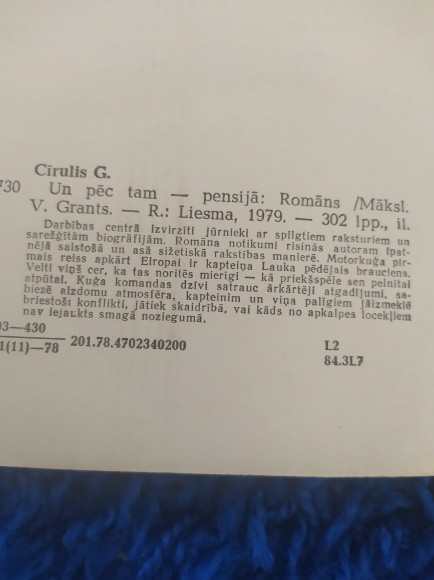 Cīrulis G.
730 Un pēc tam — pensijā: Romāns /Māksl.
V. Grants. — R.: Liesma, 1979. — 302 lpp., il.
Darbības centrā izvirzīti jūrnieki ar spilgtiem raksturiem un
sarežģītām biogrāfijām. Romāna notikumi risinās autoram īpat-
nējā saistošā un asā sižetiskā rakstības manierē. Motorkuģa pir-
mais reiss apkārt Eiropai ir kapteiņa Lauka pēdējais brauciens.
Velti viņš cer, ka tas noritēs mierīgi — kā priekšspēle sen pelnītai
atpūtai. Kuģa komandas dzīvi satrauc ārkārtēji atgadījumi, sa-
biezē aizdomu atmosfēra, kapteinim un viņa palīgiem jāizmeklē
briestoši konflikti, jātiek skaidrībā, vai kāds no apkalpes locekļiem
nav iejaukts smagā noziegumā.
03—430
1(11)—78 201.78.4702340200
L2
84.3L7